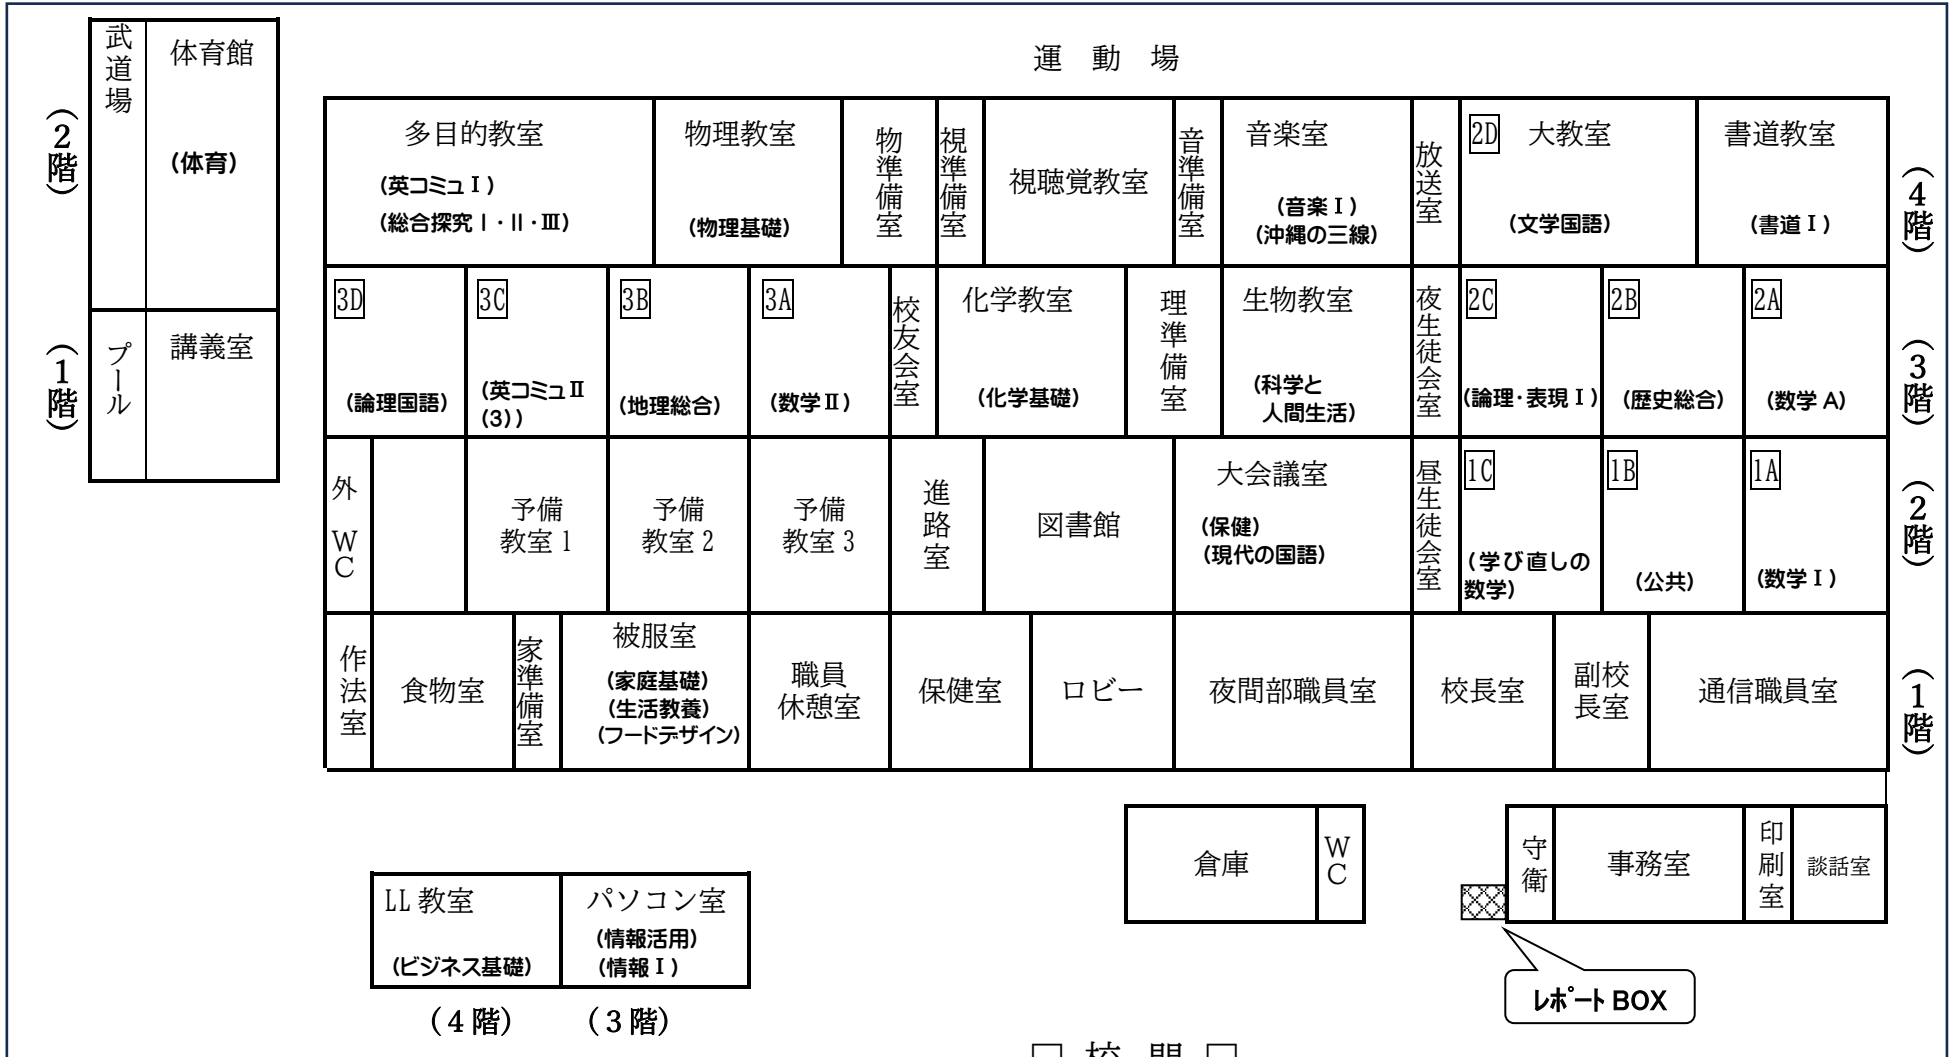 運 動 場
武道場
体育館
(体育)
(2階)
プール
講義室
(1階)
多目的教室
(英コミュⅠ)
(総合探究Ⅰ・Ⅱ・Ⅲ)
物理教室
(物理基礎)
物準備室
視準備室
視聴覚教室
音準備室
音楽室
(音楽Ⅰ)
(沖縄の三線)
放送室
2D 大教室
(文学国語)
書道教室
(書道Ⅰ)
(4階)
3D
(論理国語)
3C
(英コミュⅡ
(3))
3B
(地理総合)
3A
(数学Ⅱ)
校友会室
化学教室
(化学基礎)
理準備室
生物教室
(科学と
人間生活)
夜生徒会室
2C
(論理・表現Ⅰ)
2B
(歴史総合)
2A
(数学A)
(3階)
外 WC
予備
教室1
予備
教室2
予備
教室3
進路室
図書館
大会議室
(保健)
(現代の国語)
昼生徒会室
1C
(学び直しの
数学)
1B
(公共)
1A
(数学Ⅰ)
(2階)
作法室
食物室
家準備室
被服室
(家庭基礎)
(生活教養)
(フードデザイン)
職員
休憩室
保健室
ロビー
夜間部職員室
校長室
副校
長室
通信職員室
(1階)
倉庫
WC
守衛
事務室
印刷室
談話室
レポートBOX
LL教室
(ビジネス基礎)
パソコン室
(情報活用)
(情報Ⅰ)
(4階)
(3階)
□ 校 門 □